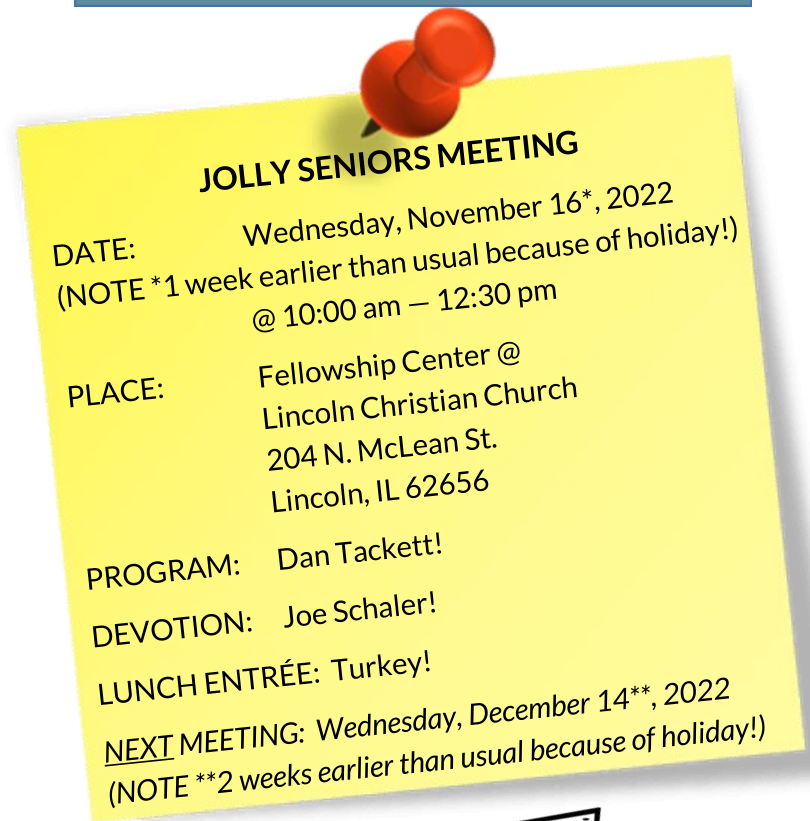 JOLLY SENIORS MEETING
DATE: Wednesday, November 16*, 2022
(NOTE *1 week earlier than usual because of holiday!)
@ 10:00 am — 12:30 pm
PLACE: Fellowship Center @
Lincoln Christian Church
204 N. McLean St.
Lincoln, IL 62656
PROGRAM: Dan Tackett!
DEVOTION: Joe Schaler!
LUNCH ENTRÉE: Turkey!
NEXT MEETING: Wednesday, December 14**, 2022
(NOTE **2 weeks earlier than usual because of holiday!)